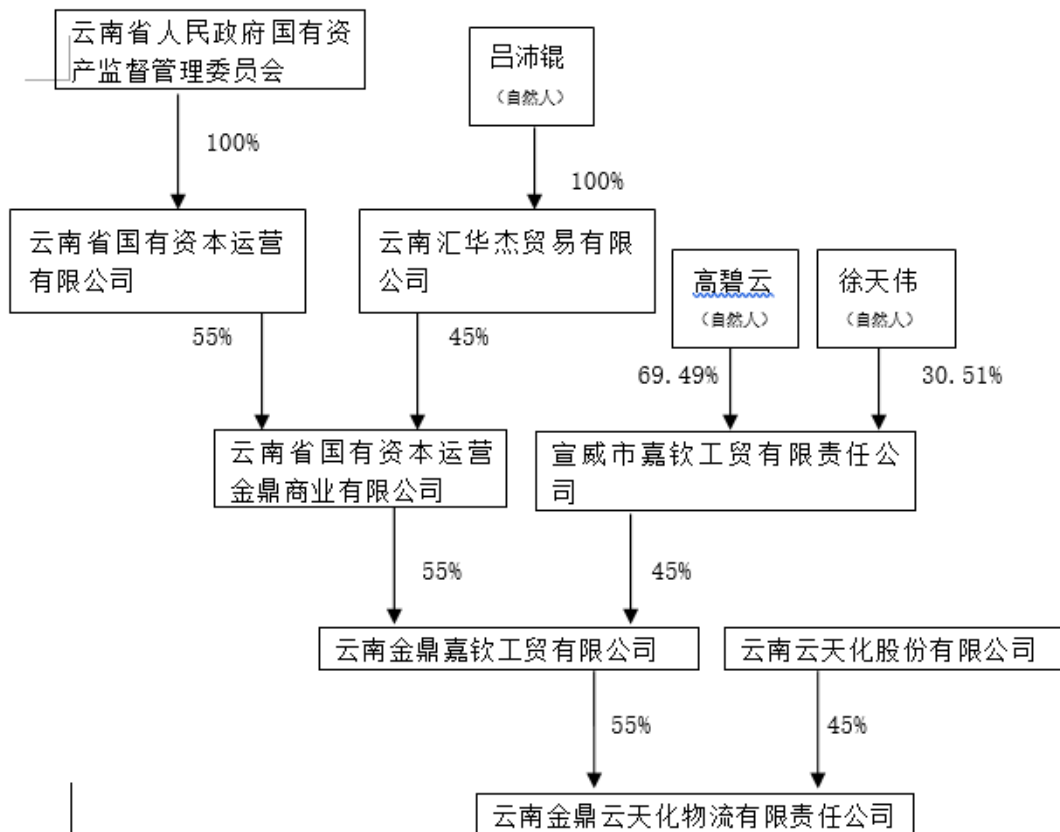 云南省人民政府国有资
产监督管理委员会
吕沛锟
（自然人）
100%
100%
云南省国有资本运营
有限公司
云南汇华杰贸易有限
公司
高碧云
（自然人）
徐天伟
（自然人）
55%
45%
69.49%
30.51%
云南省国有资本运营
金鼎商业有限公司
宣威市嘉钦工贸有限责任公
司
55%
45%
云南金鼎嘉钦工贸有限公司
云南云天化股份有限公司
55%
45%
云南金鼎云天化物流有限责任公司